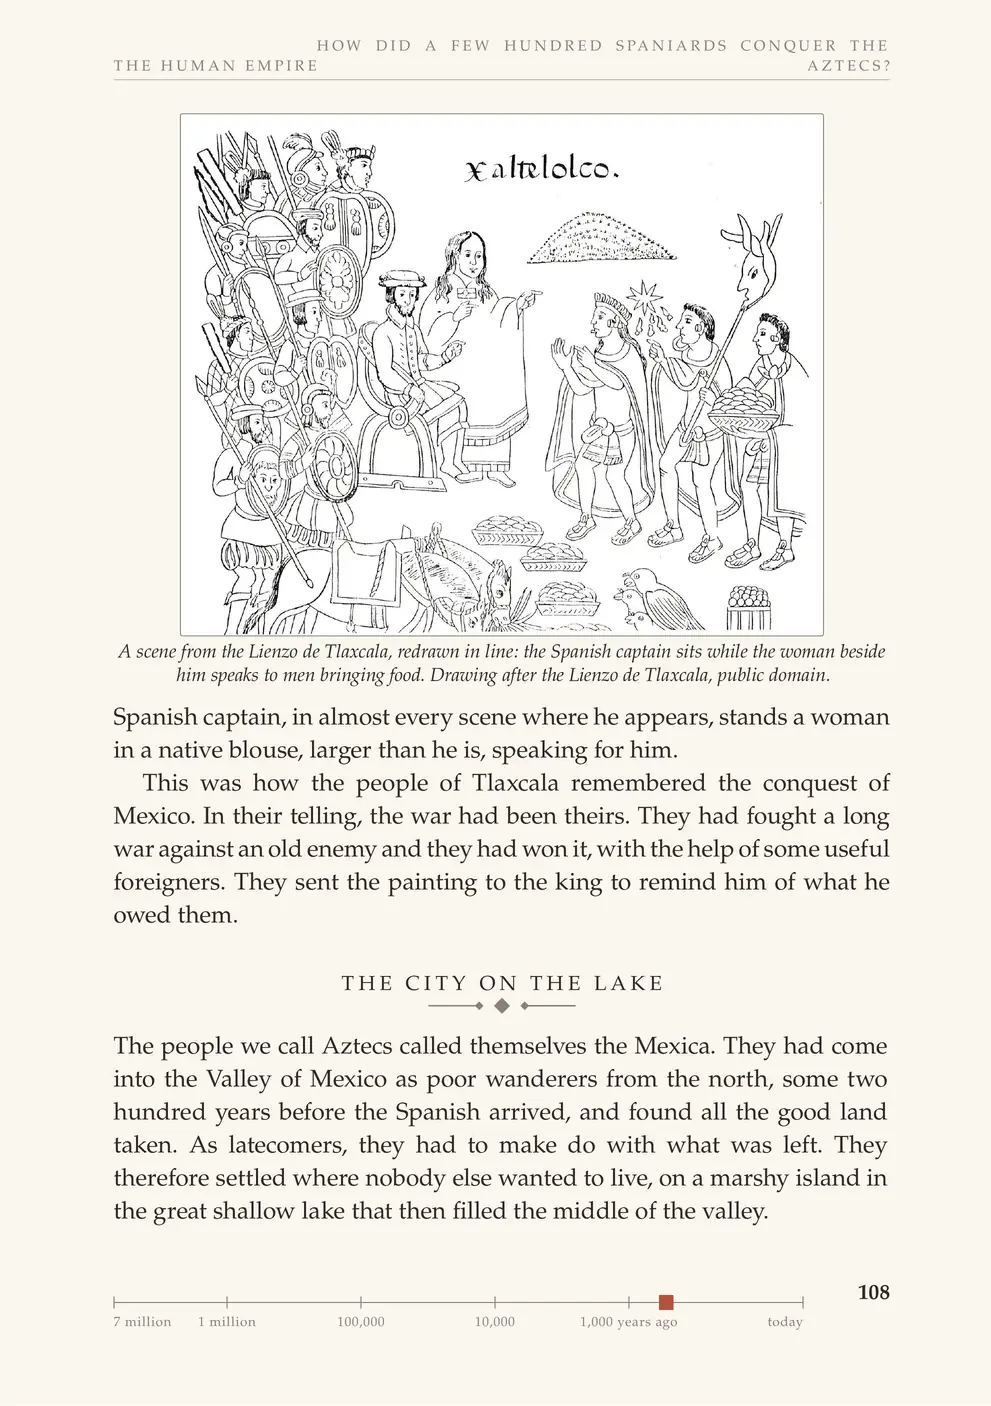 HOW DID A FEW HUNDRED SPANIARDS CONQUER THE
THE HUMAN EMPIRE AZTECS?
xaltelolco.
A scene from the Lienzo de Tlaxcala, redrawn in line: the Spanish captain sits while the woman beside
him speaks to men bringing food. Drawing after the Lienzo de Tlaxcala, public domain.
Spanish captain, in almost every scene where he appears, stands a woman
in a native blouse, larger than he is, speaking for him.
This was how the people of Tlaxcala remembered the conquest of
Mexico. In their telling, the war had been theirs. They had fought a long
war against an old enemy and they had won it, with the help of some useful
foreigners. They sent the painting to the king to remind him of what he
owed them.
THE CITY ON THE LAKE
The people we call Aztecs called themselves the Mexica. They had come
into the Valley of Mexico as poor wanderers from the north, some two
hundred years before the Spanish arrived, and found all the good land
taken. As latecomers, they had to make do with what was left. They
therefore settled where nobody else wanted to live, on a marshy island in
the great shallow lake that then filled the middle of the valley.
108
7 million 1 million 100,000 10,000 1,000 years ago today